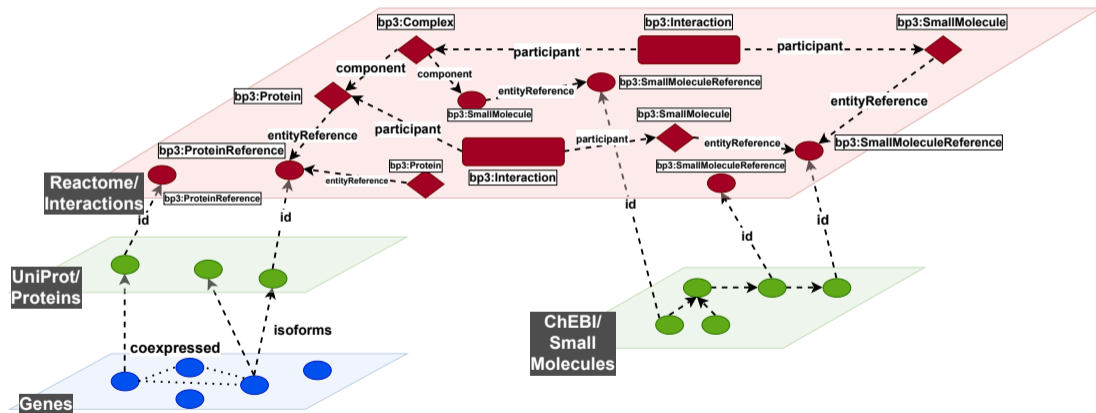 bp3:Complex
bp3:Interaction
bp3:SmallMolecule
participant
participant
component
component
bp3:SmallMoleculeReference
entityReference
bp3:Protein
bp3:SmallMolecule
bp3:SmallMolecule
entityReference
participant
entityReference
participant
entityReference
bp3:SmallMoleculeReference
bp3:ProteinReference
bp3:Protein
bp3:SmallMoleculeReference
entityReference
bp3:Interaction
Reactome/
Interactions
bp3:ProteinReference
id
id
id
id
id
UniProt/
Proteins
isoforms
ChEBI/
Small
Molecules
coexpressed
Genes